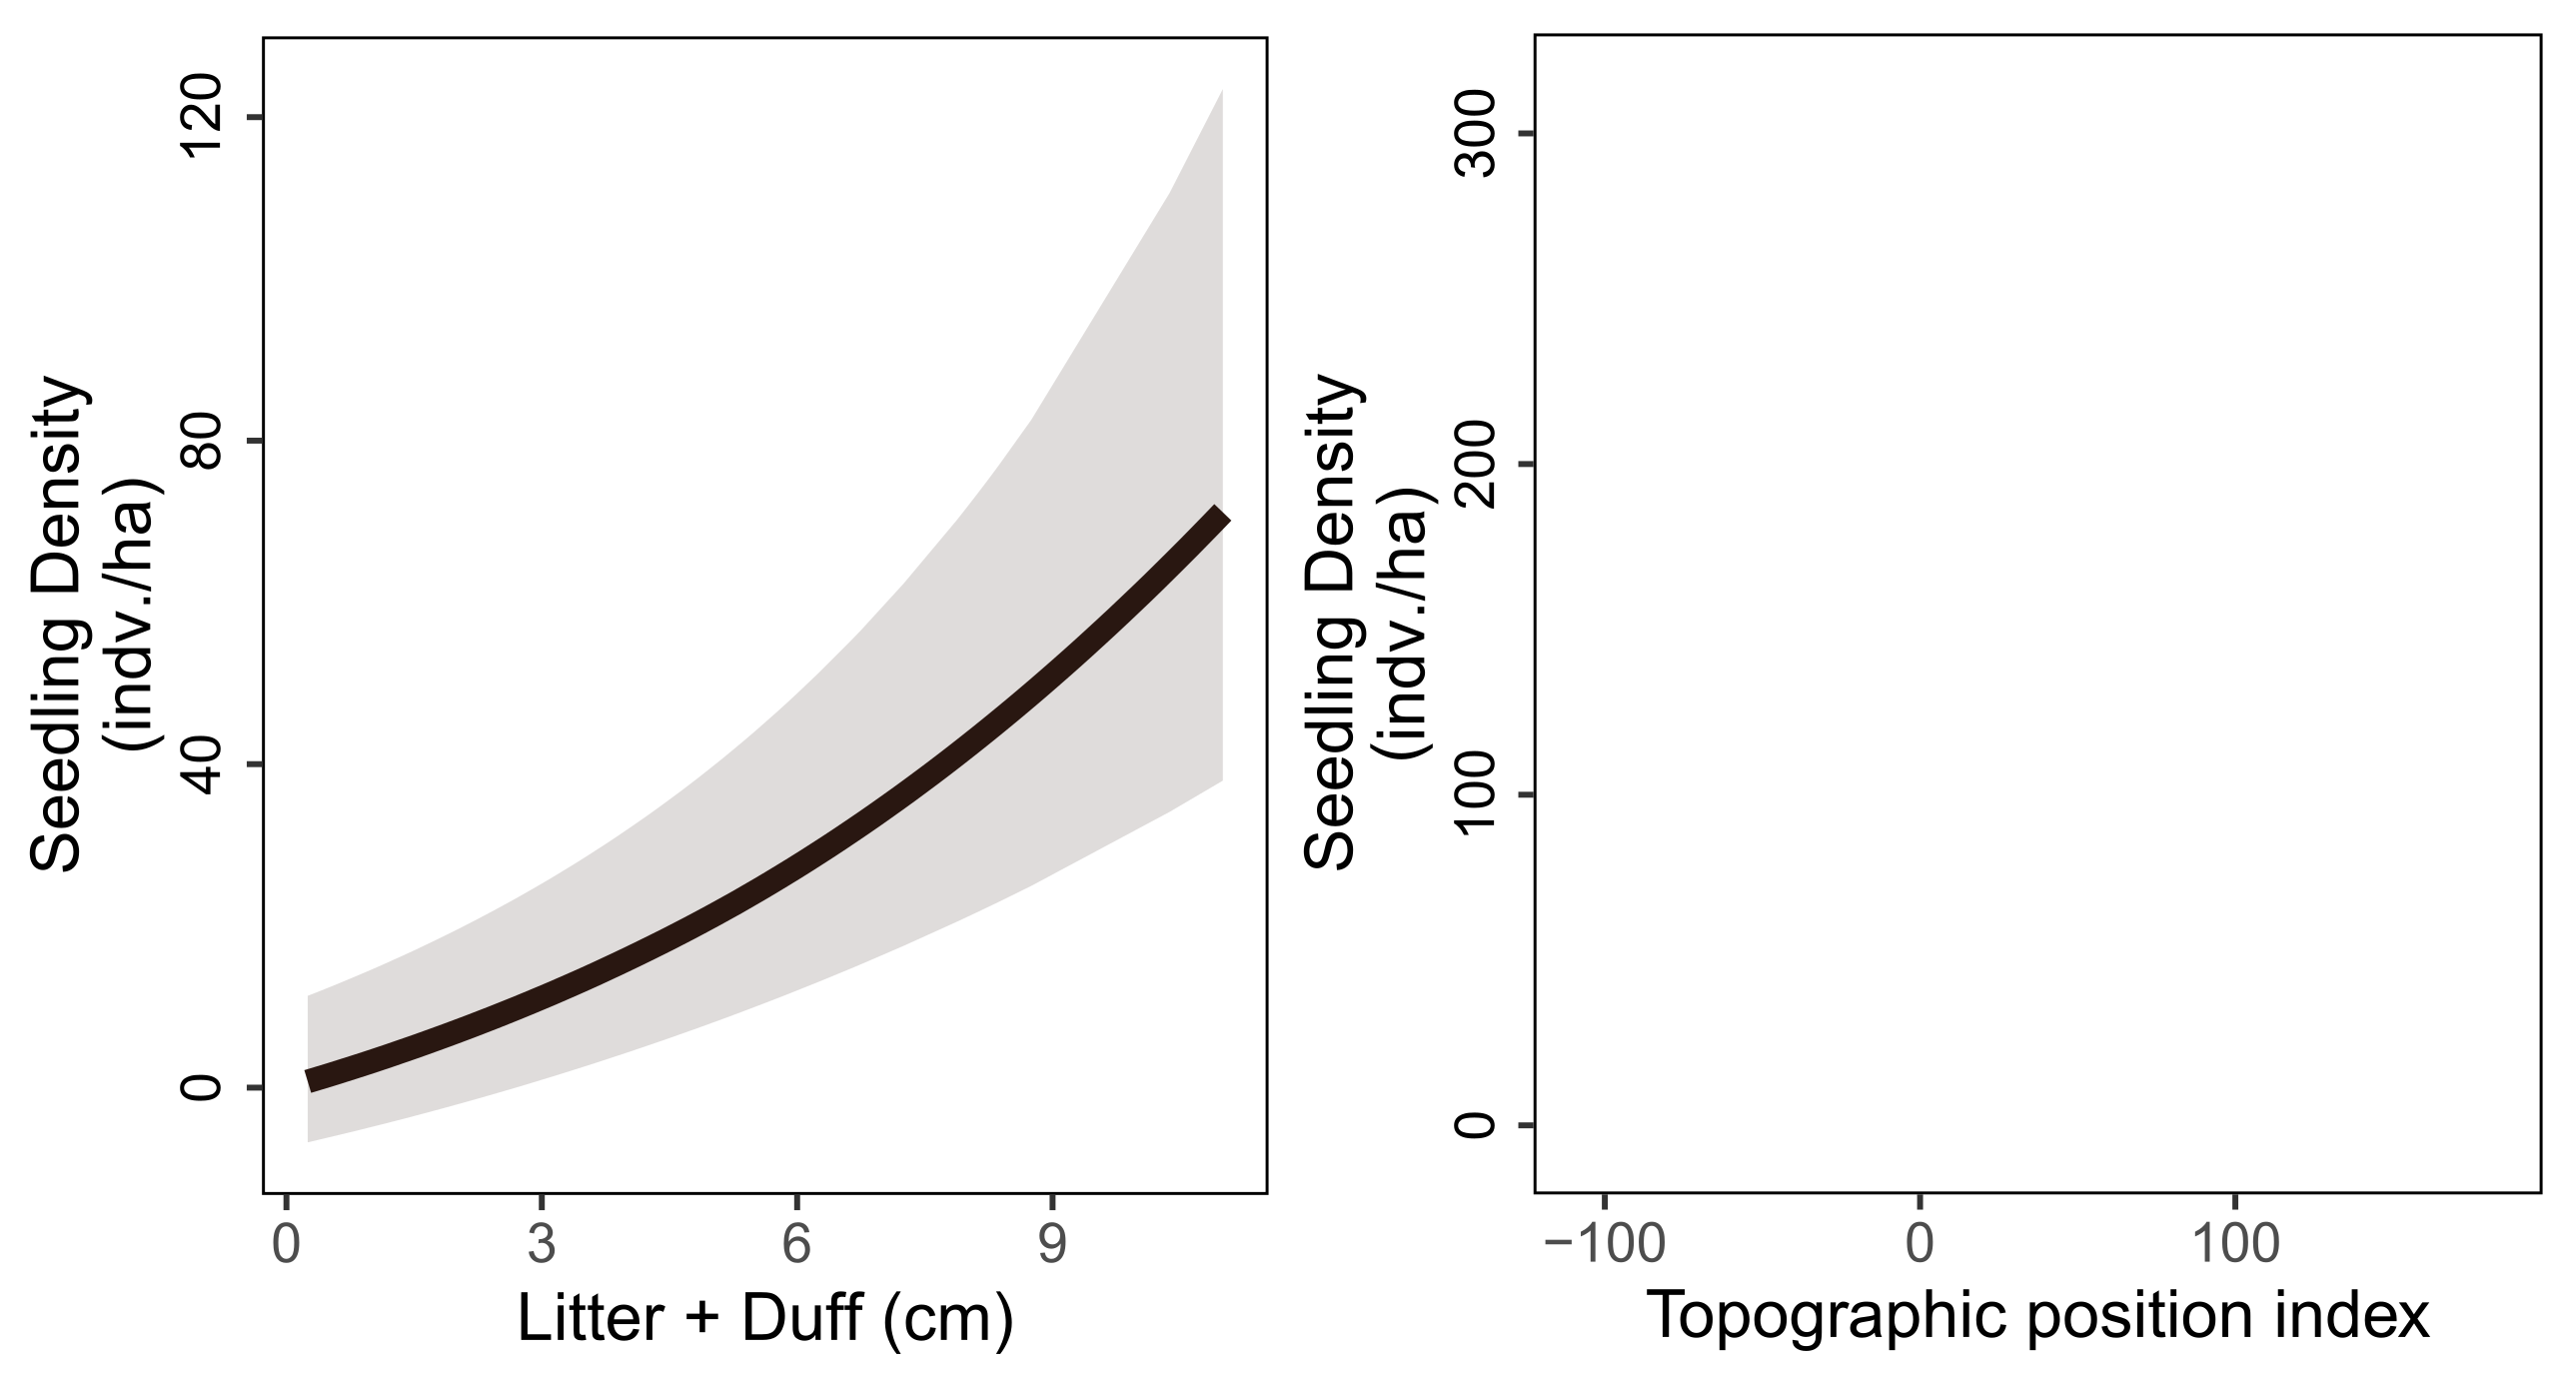 Seedling Density
(indv./ha)
120
80
40
0
0 3 6 9
Litter + Duff (cm)
Seedling Density
(indv./ha)
300
200
100
0
−100 0 100
Topographic position index